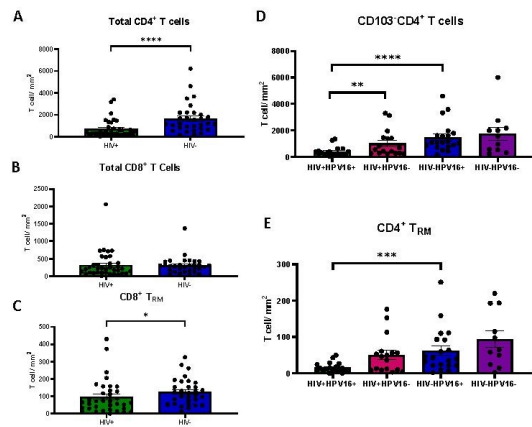 A
Total CD4⁺ T cells
****
8000
6000
4000
2000
0
T cell/ mm²
HIV+ HIV-
B
Total CD8⁺ T Cells
2500
2000
1500
1000
500
0
T cell/ mm²
HIV+ HIV-
C
CD8⁺ TRM
*
500
400
300
200
100
0
T cell/ mm²
HIV+ HIV-
D
CD103⁻CD4⁺ T cells
****
**
8000
6000
4000
2000
0
T cell/ mm²
HIV+HPV16+ HIV+HPV16- HIV-HPV16+ HIV-HPV16-
E
CD4⁺ TRM
***
300
200
100
0
T cell/ mm²
HIV+HPV16+ HIV+HPV16- HIV-HPV16+ HIV-HPV16-